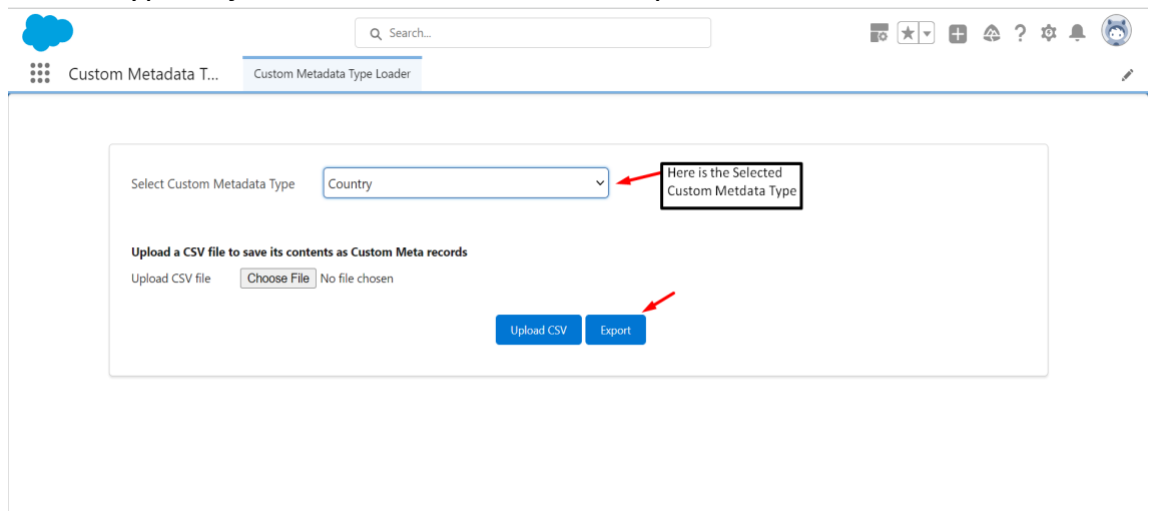 Search...
Custom Metadata T...
Custom Metadata Type Loader
Select Custom Metadata Type
Country
Here is the Selected
Custom Metdata Type
Upload a CSV file to save its contents as Custom Meta records
Upload CSV file
Choose File
No file chosen
Upload CSV
Export